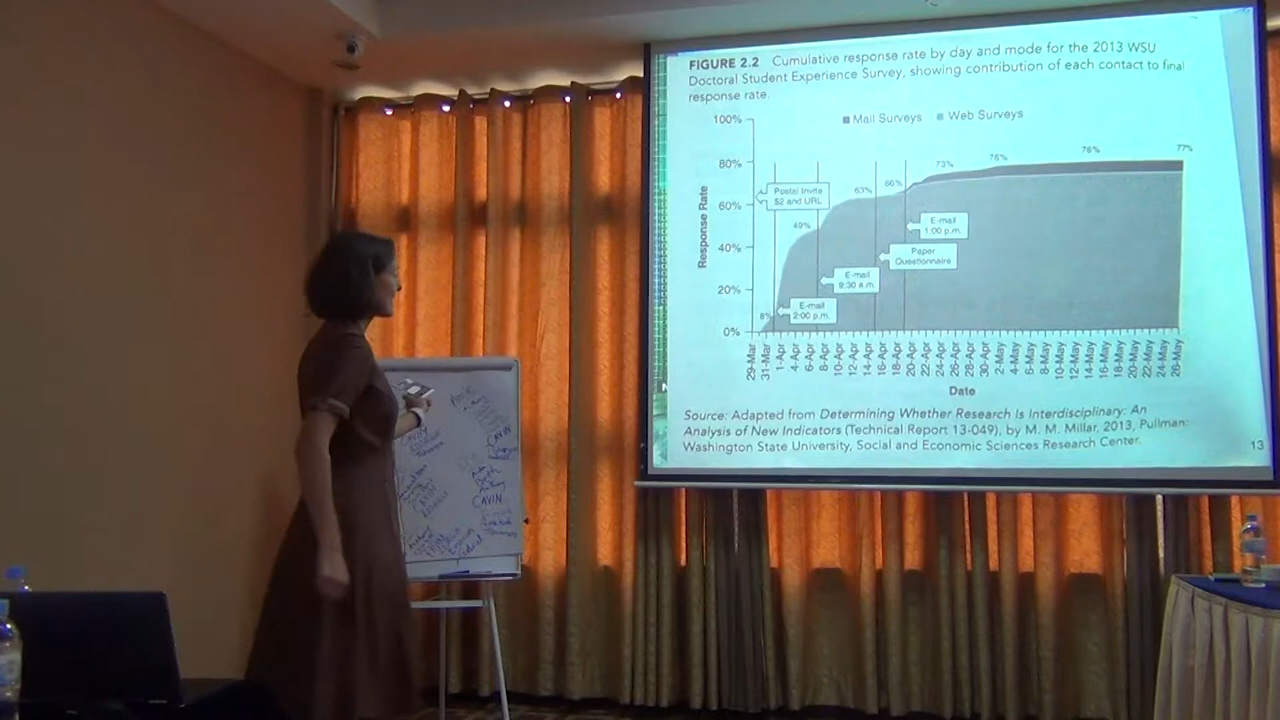 FIGURE 2.2 Cumulative response rate by day and mode for the 2013 WSU
Doctoral Student Experience Survey, showing contribution of each contact to final
response rate.
Mail Surveys Web Surveys
100%
80%
60%
40%
20%
0%
Response Rate
Postal Invite
$2 and URL
8%
E-mail
2:00 p.m.
49%
E-mail
9:30 a.m.
63%
Paper
Questionnaire
66%
E-mail
1:00 p.m.
73%
76%
76%
77%
29-Mar
31-Mar
1-Apr
4-Apr
6-Apr
8-Apr
10-Apr
12-Apr
14-Apr
16-Apr
18-Apr
20-Apr
22-Apr
24-Apr
26-Apr
28-Apr
30-Apr
2-May
4-May
6-May
8-May
10-May
12-May
14-May
16-May
18-May
20-May
22-May
24-May
26-May
Date
Source: Adapted from Determining Whether Research Is Interdisciplinary: An
Analysis of New Indicators (Technical Report 13-049), by M. M. Millar, 2013, Pullman:
Washington State University, Social and Economic Sciences Research Center.
13
CAVIN